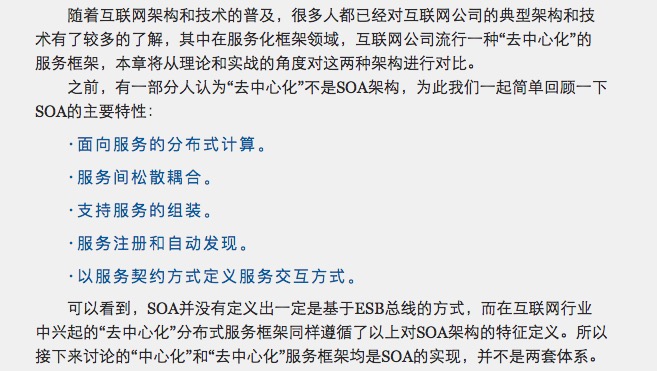 随着互联网架构和技术的普及，很多人都已经对互联网公司的典型架构和技
术有了较多的了解，其中在服务化框架领域，互联网公司流行一种“去中心化”的
服务框架，本章将从理论和实战的角度对这两种架构进行对比。
之前，有一部分人认为“去中心化”不是SOA架构，为此我们一起简单回顾一下
SOA的主要特性：
·面向服务的分布式计算。
·服务间松散耦合。
·支持服务的组装。
·服务注册和自动发现。
·以服务契约方式定义服务交互方式。
可以看到，SOA并没有定义出一定是基于ESB总线的方式，而在互联网行业
中兴起的“去中心化”分布式服务框架同样遵循了以上对SOA架构的特征定义。所以
接下来讨论的“中心化”和“去中心化”服务框架均是SOA的实现，并不是两套体系。